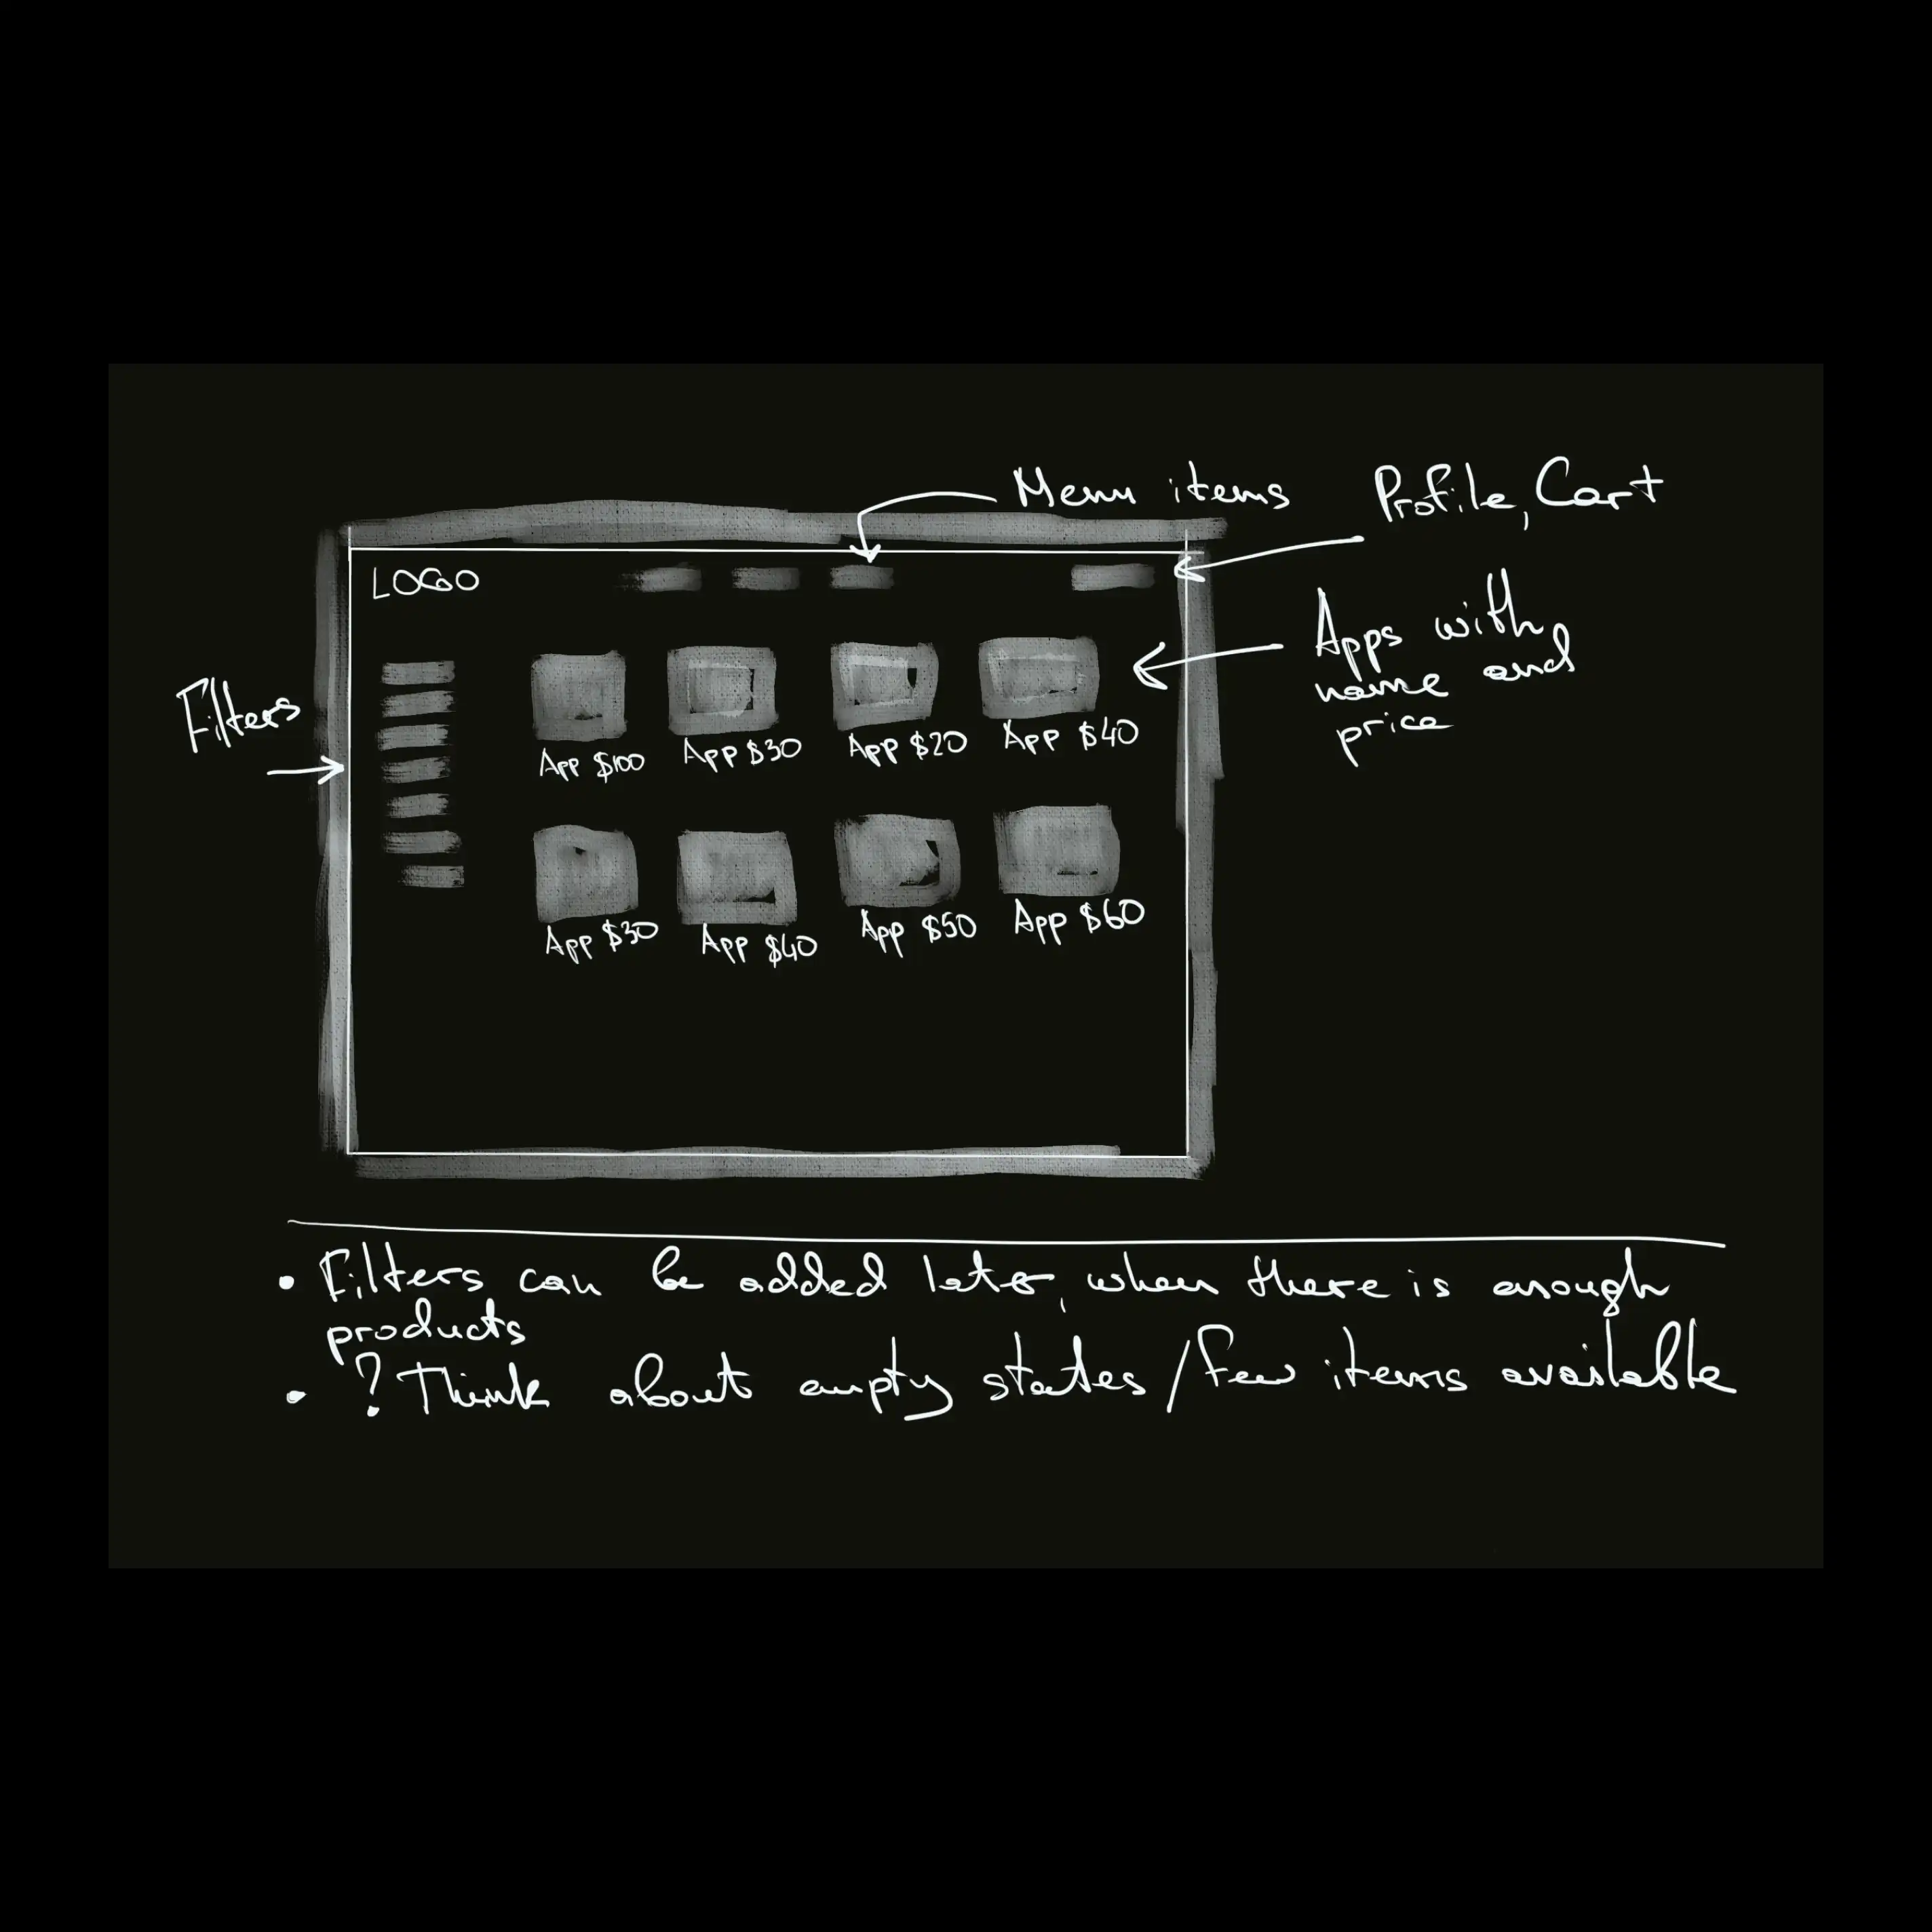 Menu items
Profile, Cart
LOGO
Apps with
name and
price
Filters
App $100
App $30
App $20
App $40
App $30
App $40
App $50
App $60
• Filters can be added later, when there is enough
products
• ? Think about empty states/few items available